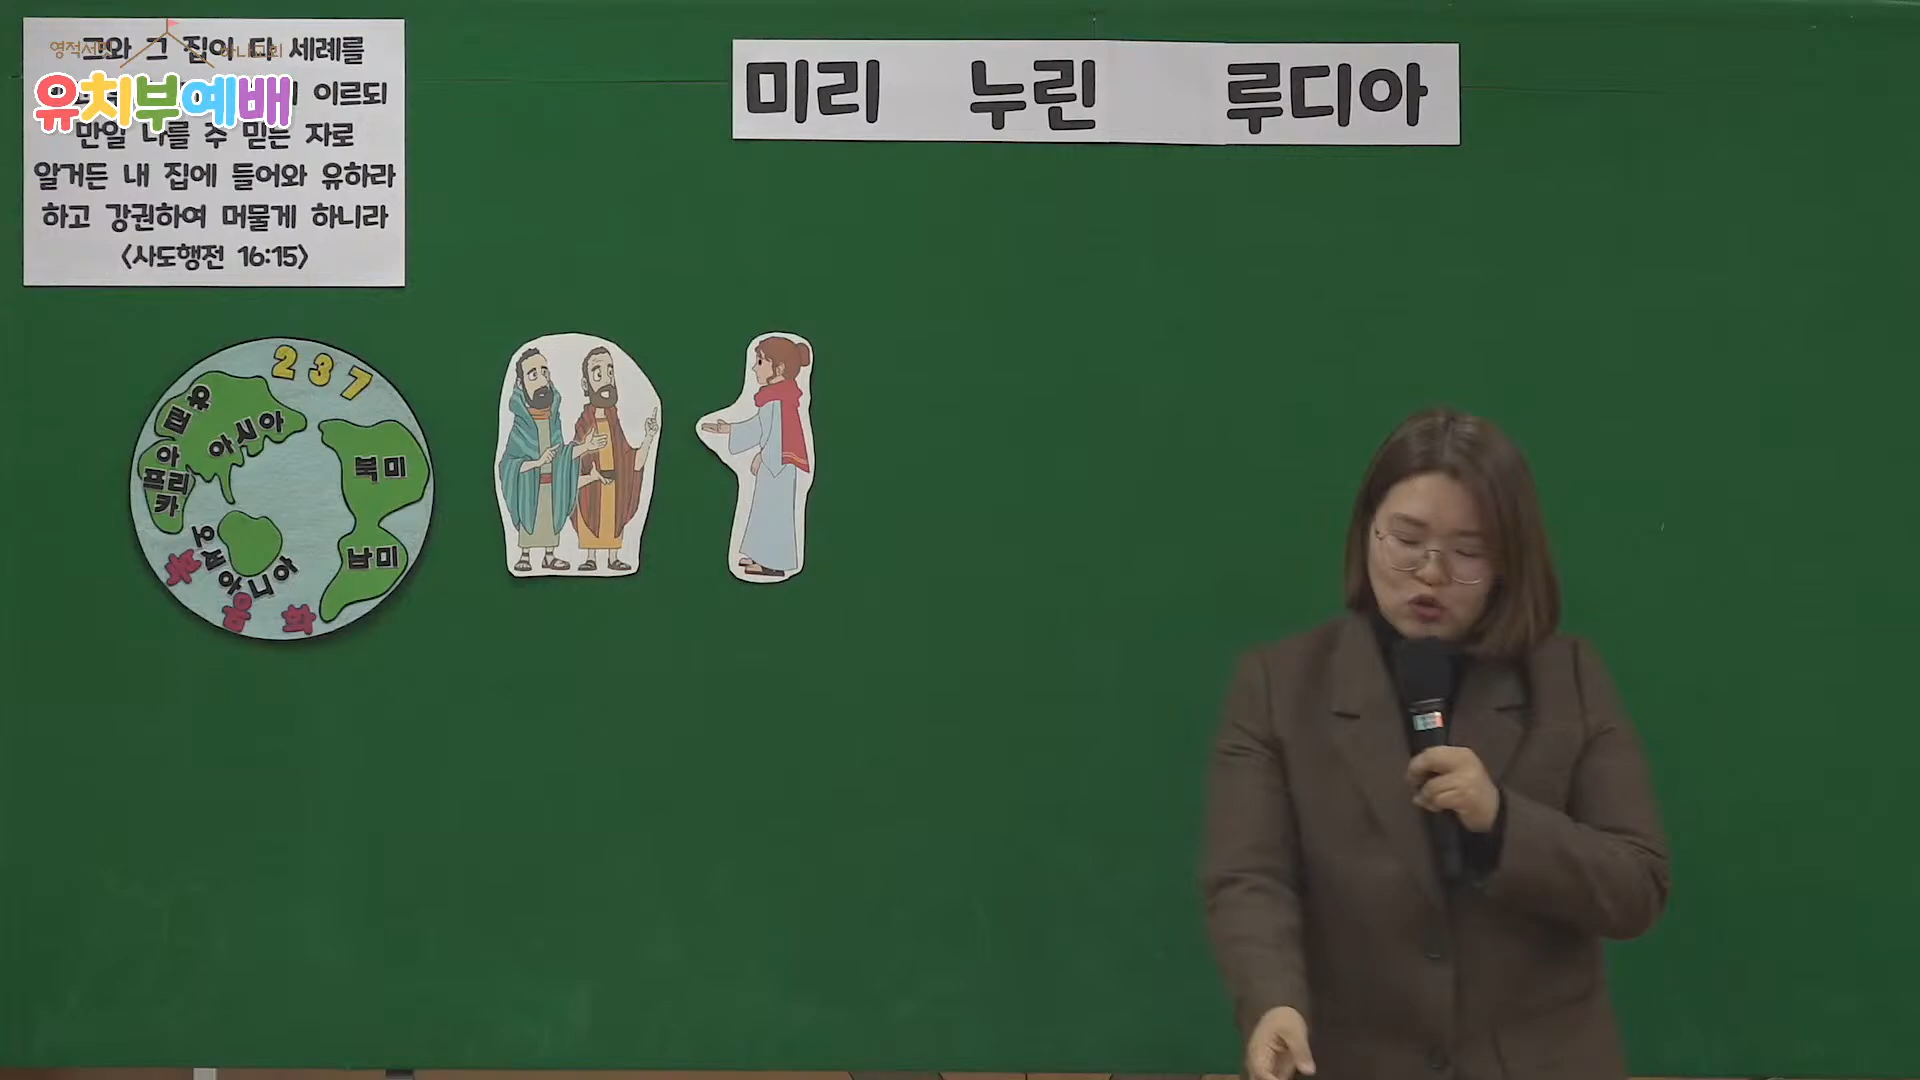 그와 그 집이 다 세례를
유치부예배
이르되
만일 나를 주 믿는 자로
알거든 내 집에 들어와 유하라
하고 강권하여 머물게 하니라
<사도행전 16:15>
미리 누린 루디아
237
유럽
아시아
아프리카
오세아니아
북미
남미
복음화